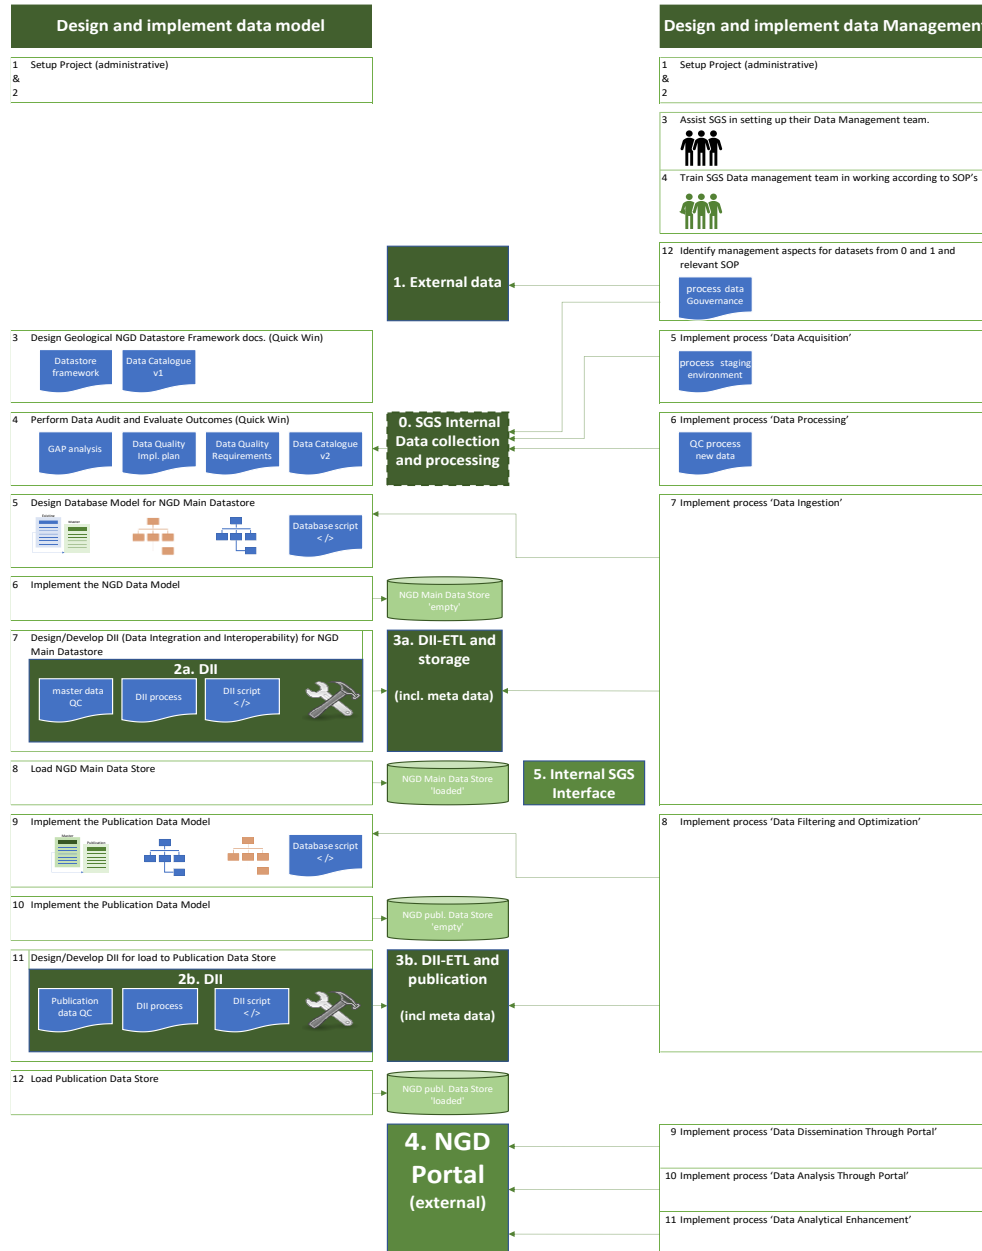 Design and implement data model
1 Setup Project (administrative)
&
2
3 Design Geological NGD Datastore Framework docs. (Quick Win)
Datastore
framework
Data Catalogue
v1
4 Perform Data Audit and Evaluate Outcomes (Quick Win)
GAP analysis
Data Quality
Impl. plan
Data Quality
Requirements
Data Catalogue
v2
5 Design Database Model for NGD Main Datastore
Master
Database script
< />
6 Implement the NGD Data Model
7 Design/Develop DII (Data Integration and Interoperability) for NGD
Main Datastore
2a. DII
master data
QC
DII process
DII script
< />
8 Load NGD Main Data Store
9 Implement the Publication Data Model
Master
Publication
Database script
< />
10 Implement the Publication Data Model
11 Design/Develop DII for load to Publication Data Store
2b. DII
Publication
data QC
DII process
DII script
< />
12 Load Publication Data Store
1. External data
0. SGS Internal
Data collection
and processing
NGD Main Data Store
'empty'
3a. DII-ETL and
storage
(incl. meta data)
NGD Main Data Store
'loaded'
5. Internal SGS
Interface
NGD publ. Data Store
'empty'
3b. DII-ETL and
publication
(incl meta data)
NGD publ. Data Store
'loaded'
4. NGD
Portal
(external)
Design and implement data Management
1 Setup Project (administrative)
&
2
3 Assist SGS in setting up their Data Management team.
4 Train SGS Data management team in working according to SOP's
12 Identify management aspects for datasets from 0 and 1 and
relevant SOP
process data
Gouvernance
5 Implement process 'Data Acquisition'
process staging
environment
6 Implement process 'Data Processing'
QC process
new data
7 Implement process 'Data Ingestion'
8 Implement process 'Data Filtering and Optimization'
9 Implement process 'Data Dissemination Through Portal'
10 Implement process 'Data Analysis Through Portal'
11 Implement process 'Data Analytical Enhancement'